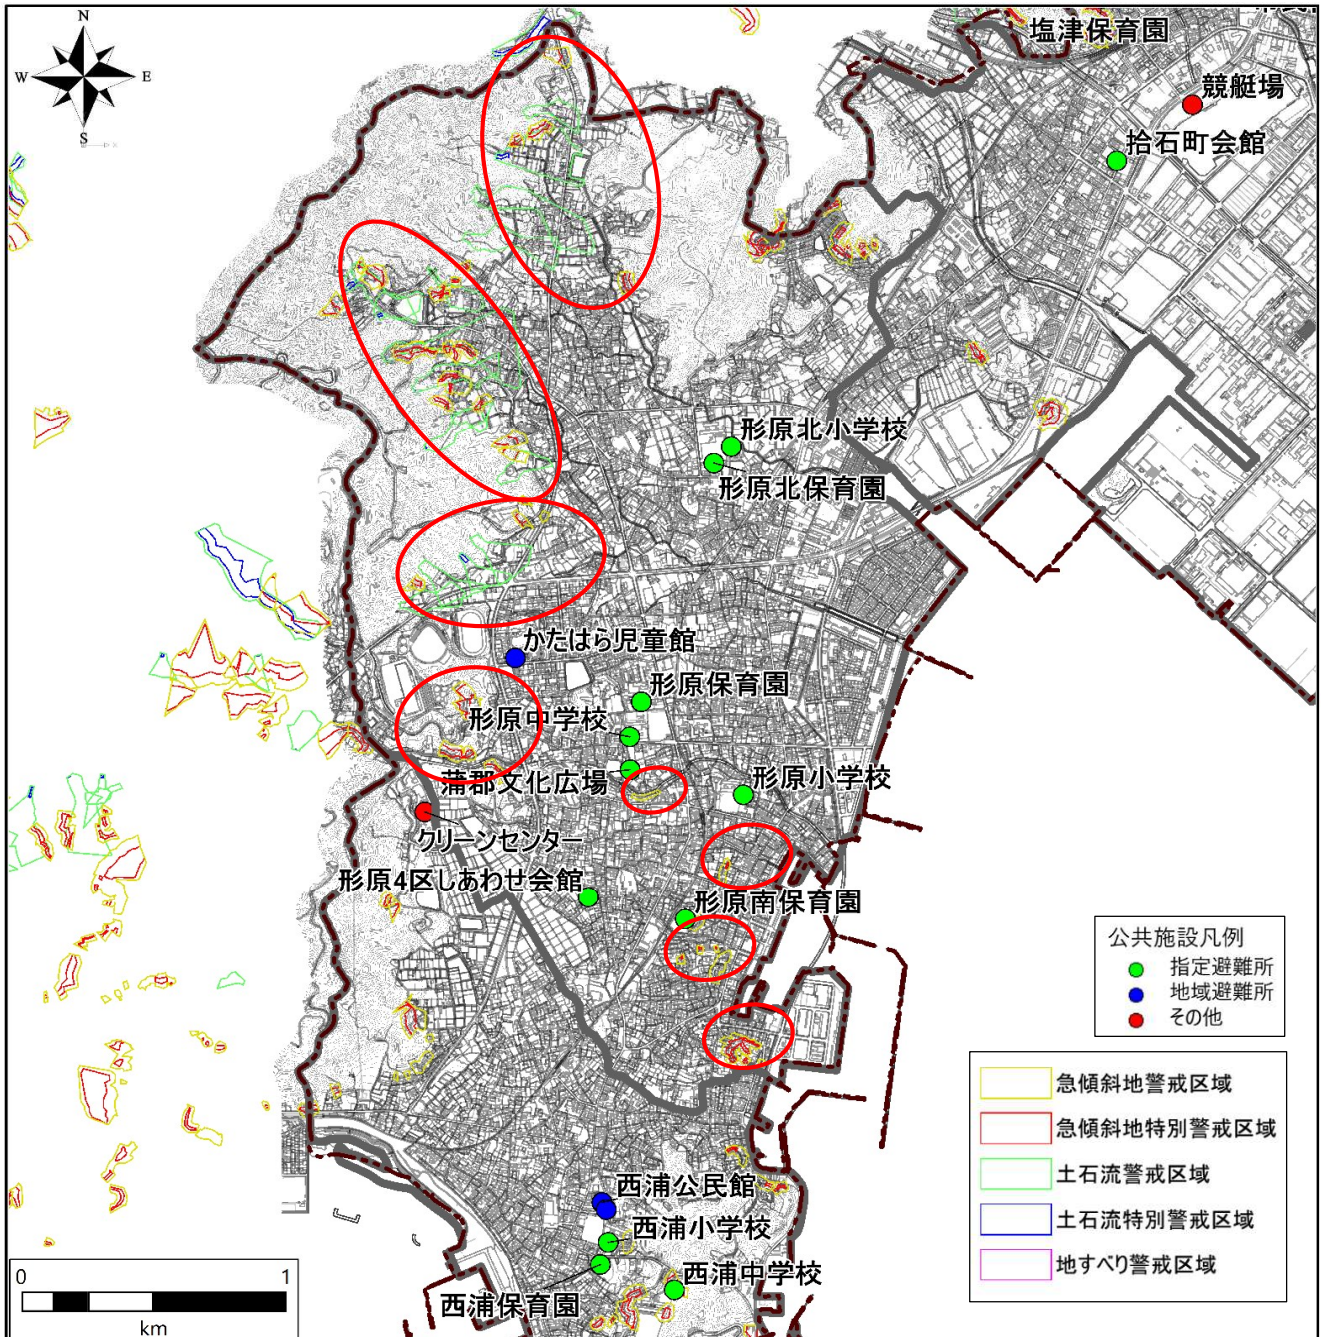 塩津保育園
N
W
E
S
競艇場
拾石町会館
形原北小学校
形原北保育園
かたはら児童館
形原保育園
形原中学校
蒲郡文化広場
形原小学校
クリーンセンター
形原4区しあわせ会館
形原南保育園
公共施設凡例
指定避難所
地域避難所
その他
急傾斜地警戒区域
急傾斜地特別警戒区域
土石流警戒区域
土石流特別警戒区域
地すべり警戒区域
西浦公民館
西浦小学校
西浦中学校
西浦保育園
0 1
km